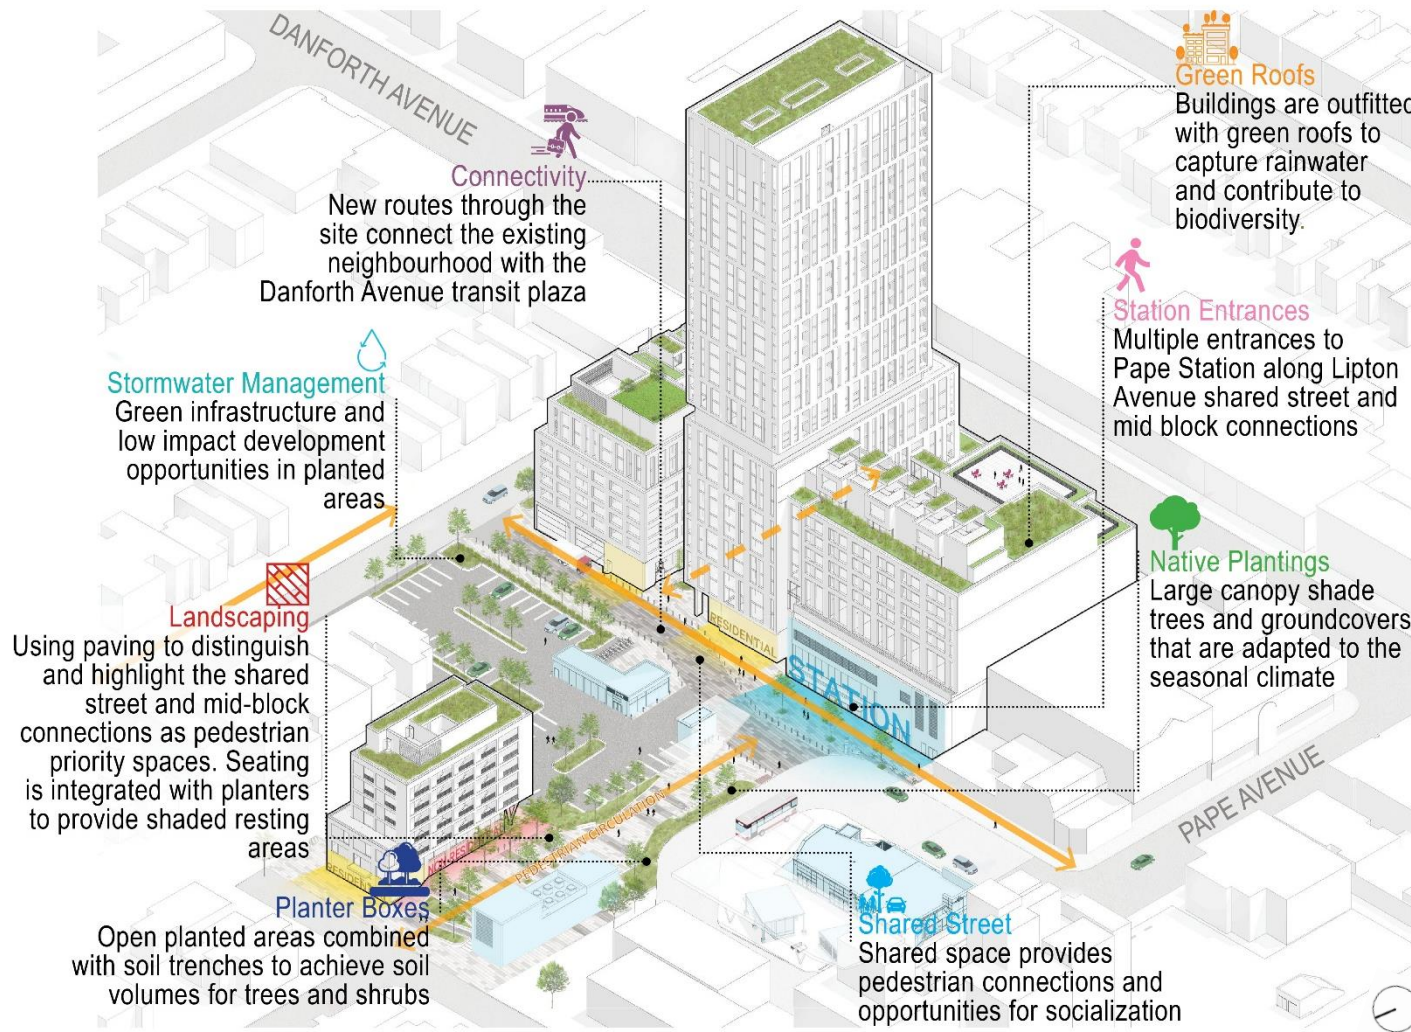 DANFORTH AVENUE
Green Roofs
Buildings are outfitted
with green roofs to
capture rainwater
and contribute to
biodiversity.
Connectivity
New routes through the
site connect the existing
neighbourhood with the
Danforth Avenue transit plaza
Station Entrances
Multiple entrances to
Pape Station along Lipton
Avenue shared street and
mid block connections
Stormwater Management
Green infrastructure and
low impact development
opportunities in planted
areas
Native Plantings
Large canopy shade
trees and groundcovers
that are adapted to the
seasonal climate
Landscaping
Using paving to distinguish
and highlight the shared
street and mid-block
connections as pedestrian
priority spaces. Seating
is integrated with planters
to provide shaded resting
areas
RESIDENTIAL
STATION
PAPE AVENUE
PEDESTRIAN CIRCULATION
Planter Boxes
Open planted areas combined
with soil trenches to achieve soil
volumes for trees and shrubs
Shared Street
Shared space provides
pedestrian connections and
opportunities for socialization